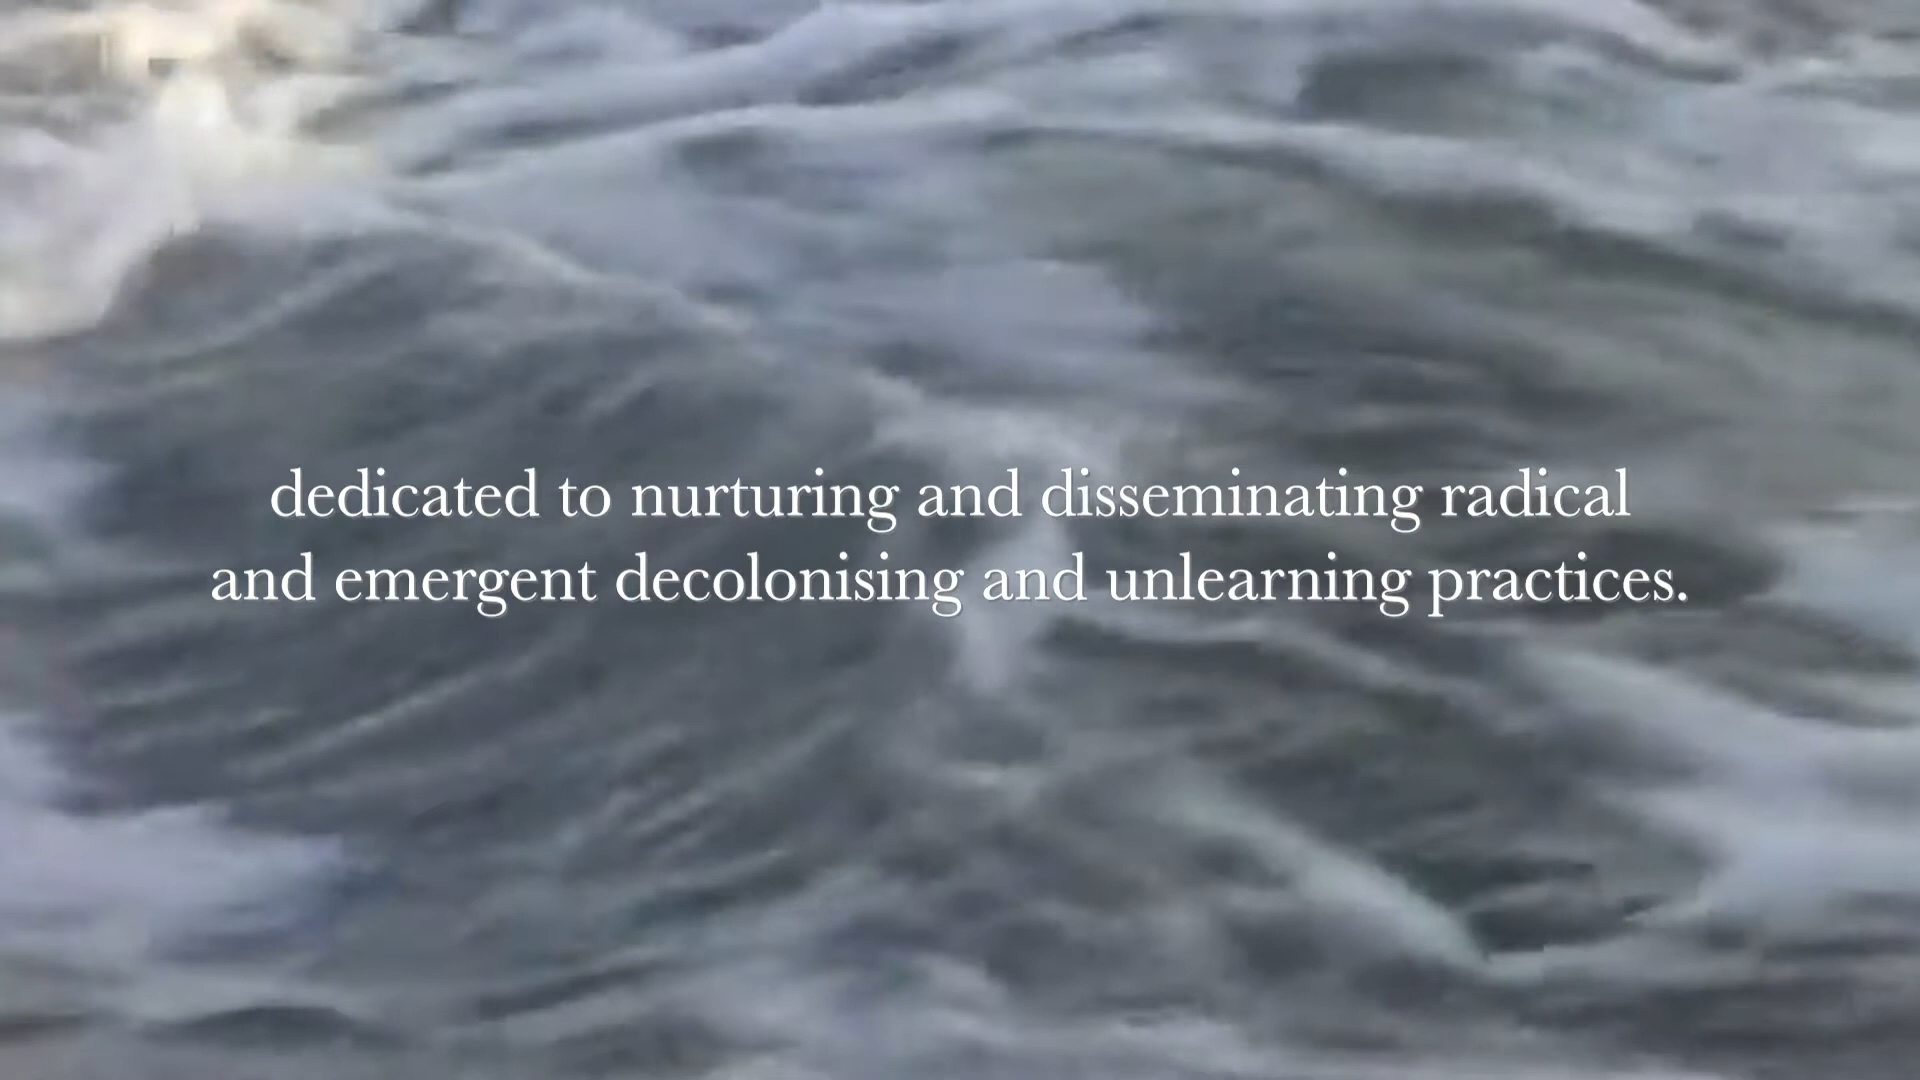 dedicated to nurturing and disseminating radical
and emergent decolonising and unlearning practices.